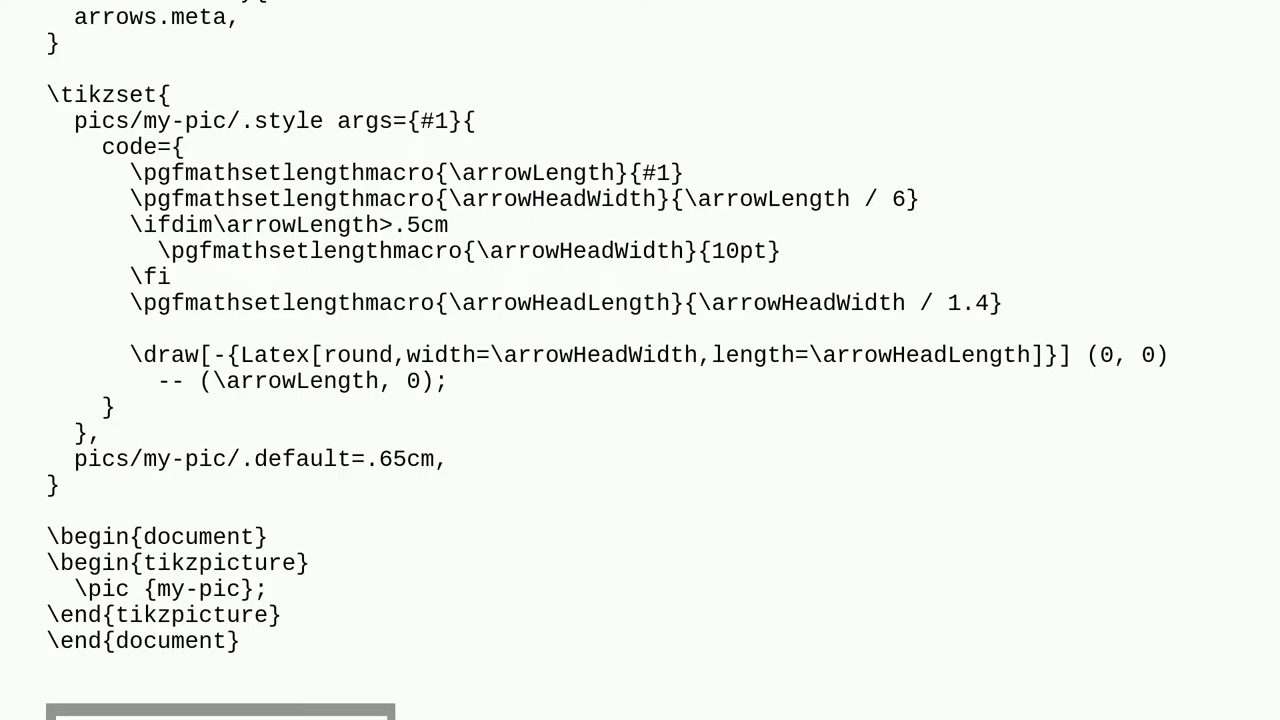 arrows.meta,
}
\tikzset{
pics/my-pic/.style args={#1}{
code={
\pgfmathsetlengthmacro{\arrowLength}{#1}
\pgfmathsetlengthmacro{\arrowHeadWidth}{\arrowLength / 6}
\ifdim\arrowLength>.5cm
\pgfmathsetlengthmacro{\arrowHeadWidth}{10pt}
\fi
\pgfmathsetlengthmacro{\arrowHeadLength}{\arrowHeadWidth / 1.4}
\draw[-{Latex[round,width=\arrowHeadWidth,length=\arrowHeadLength]}] (0, 0)
-- (\arrowLength, 0);
}
},
pics/my-pic/.default=.65cm,
}
\begin{document}
\begin{tikzpicture}
\pic {my-pic};
\end{tikzpicture}
\end{document}